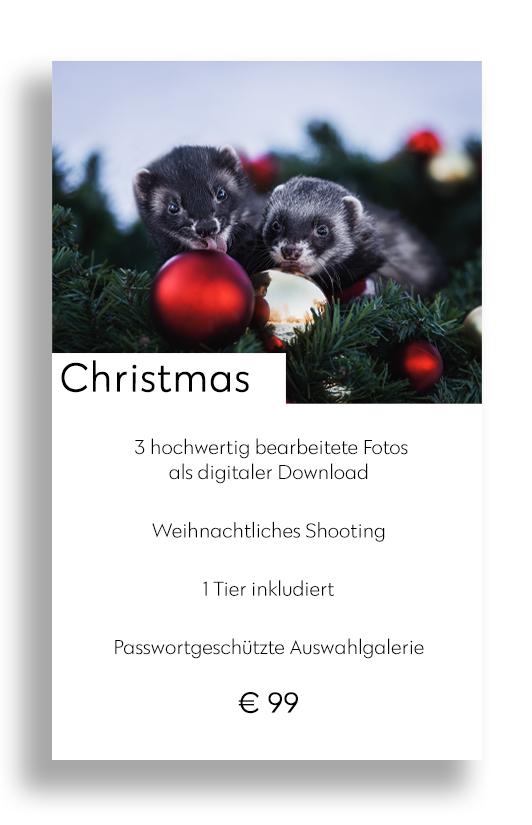 Christmas
3 hochwertig bearbeitete Fotos
als digitaler Download
Weihnachtliches Shooting
1 Tier inkludiert
Passwortgeschützte Auswahlgalerie
€ 99